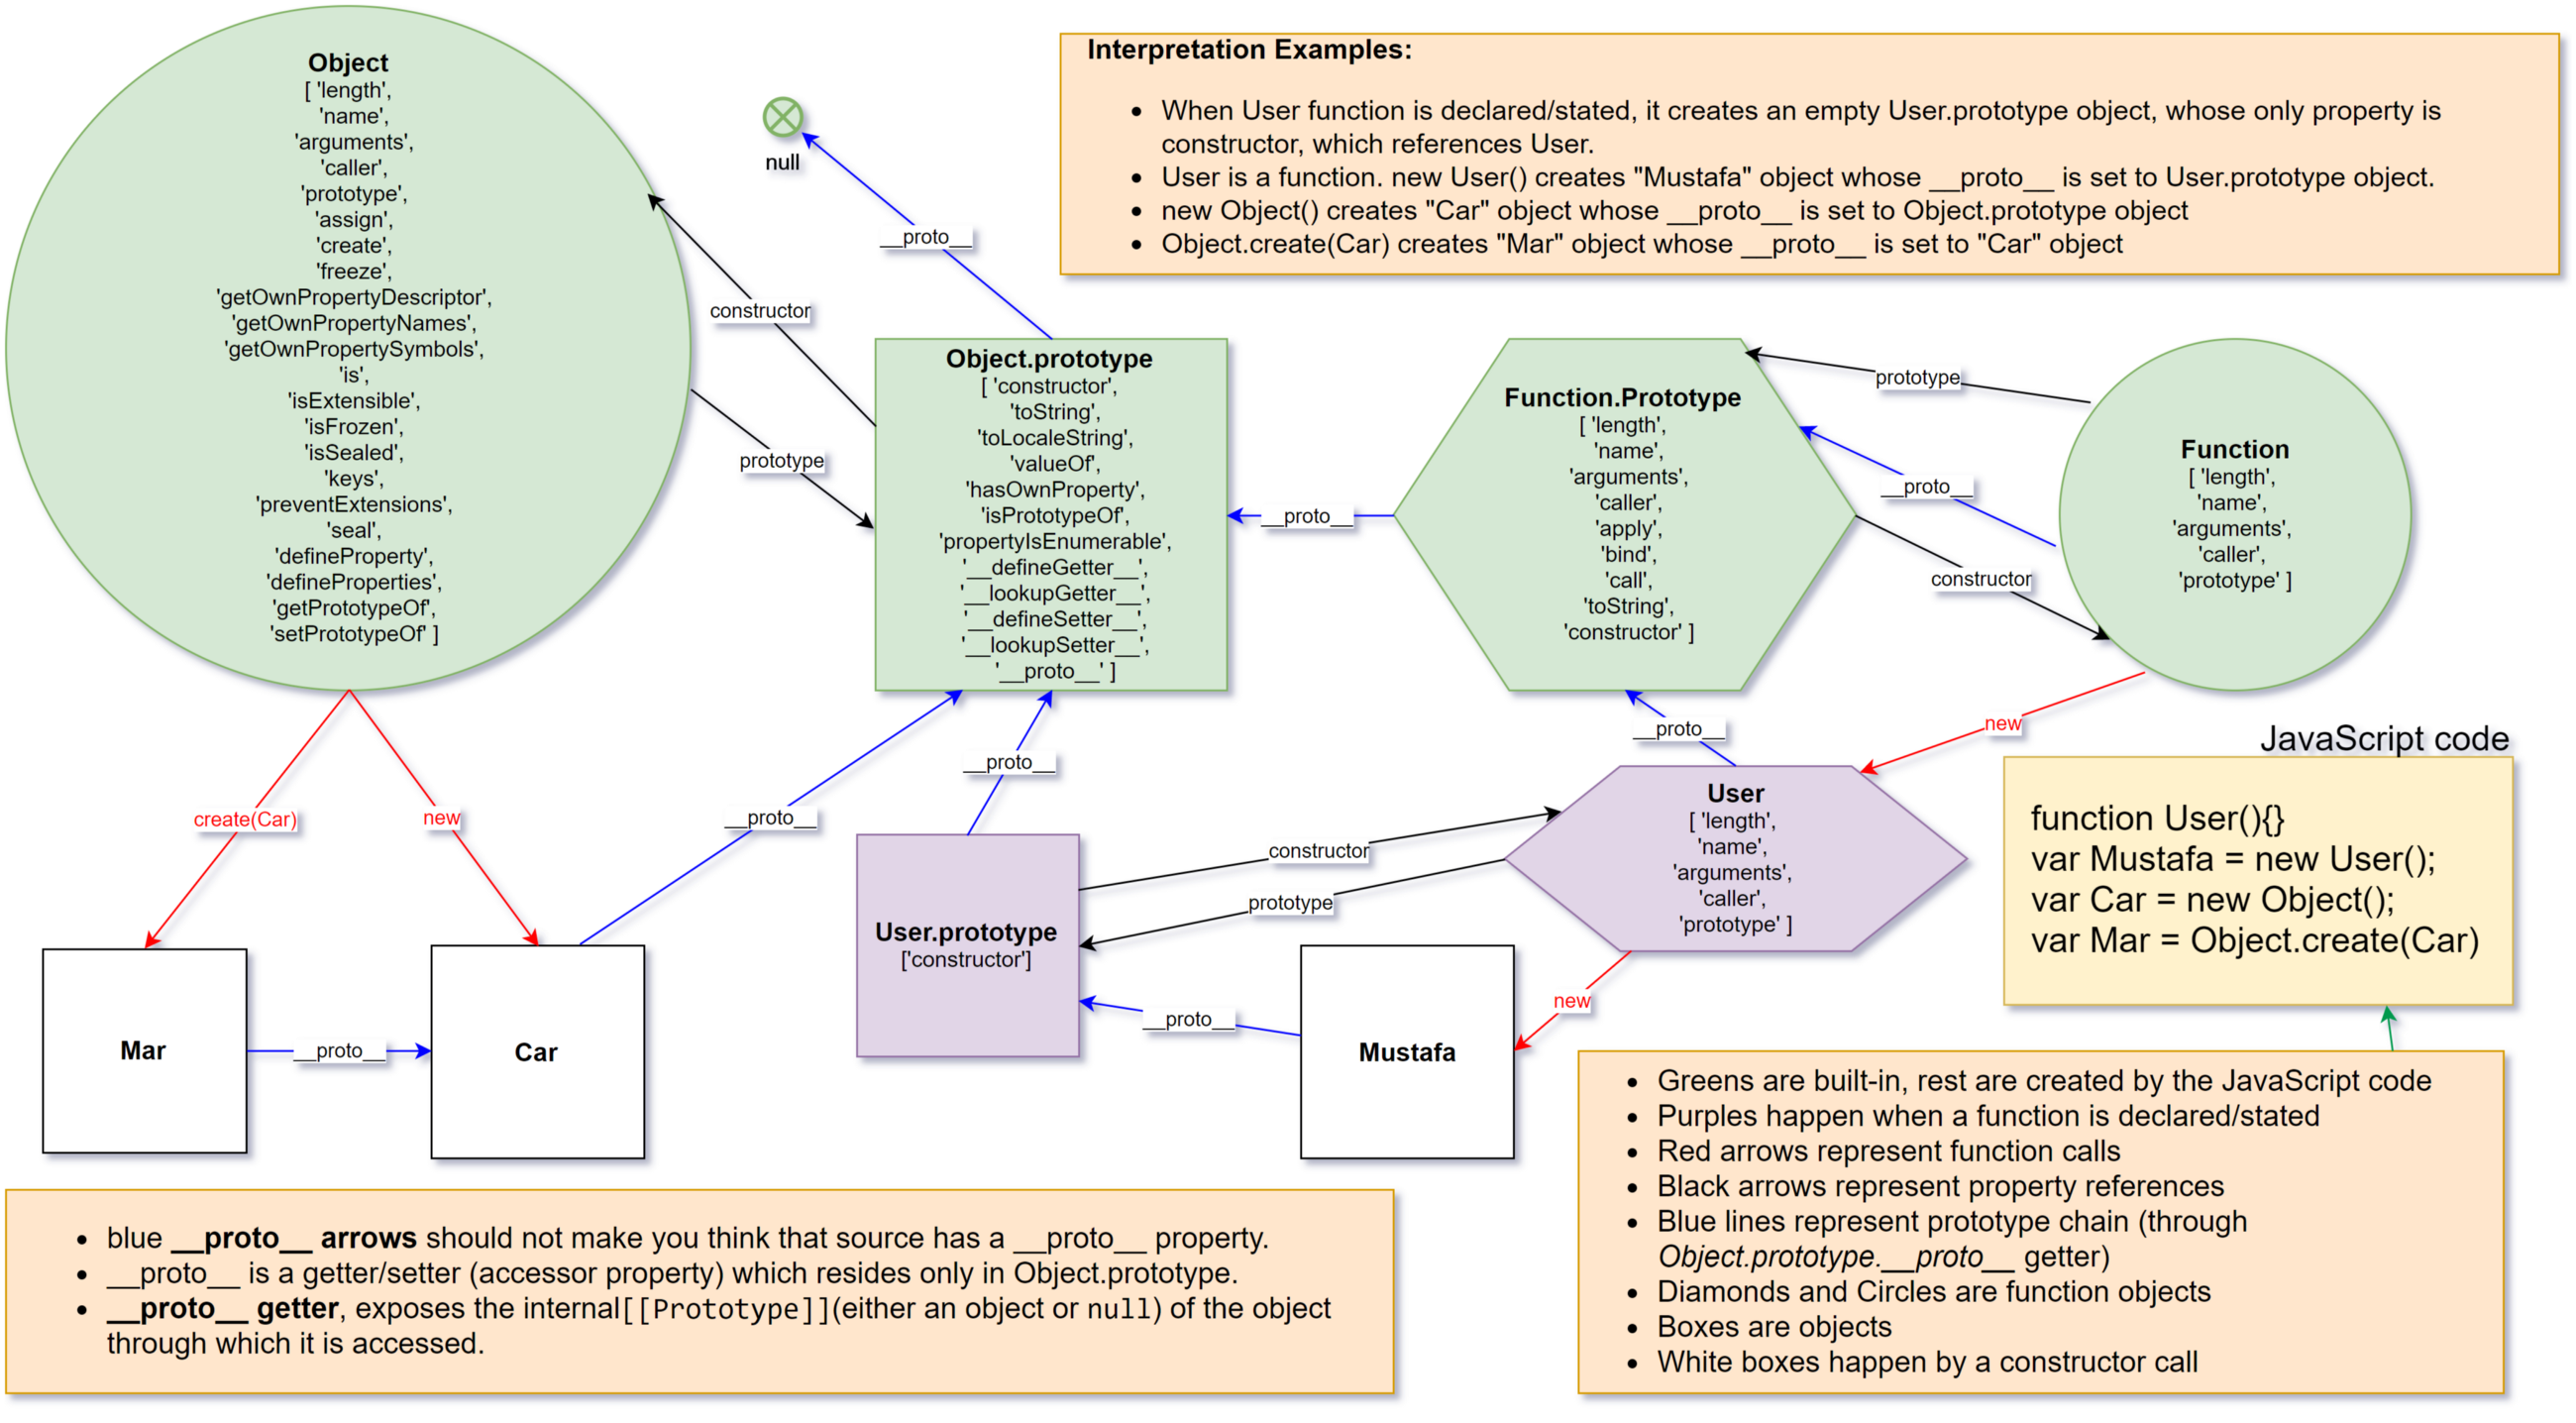 Object
[ 'length',
'name',
'arguments',
'caller',
'prototype',
'assign',
'create',
'freeze',
'getOwnPropertyDescriptor',
'getOwnPropertyNames',
'getOwnPropertySymbols',
'is',
'isExtensible',
'isFrozen',
'isSealed',
'keys',
'preventExtensions',
'seal',
'defineProperty',
'defineProperties',
'getPrototypeOf',
'setPrototypeOf' ]
null
__proto__
constructor
prototype
Interpretation Examples:
• When User function is declared/stated, it creates an empty User.prototype object, whose only property is
constructor, which references User.
• User is a function. new User() creates "Mustafa" object whose __proto__ is set to User.prototype object.
• new Object() creates "Car" object whose __proto__ is set to Object.prototype object
• Object.create(Car) creates "Mar" object whose __proto__ is set to "Car" object
Object.prototype
[ 'constructor',
'toString',
'toLocaleString',
'valueOf',
'hasOwnProperty',
'isPrototypeOf',
'propertyIsEnumerable',
'__defineGetter__',
'__lookupGetter__',
'__defineSetter__',
'__lookupSetter__',
'__proto__' ]
__proto__
Function.Prototype
[ 'length',
'name',
'arguments',
'caller',
'apply',
'bind',
'call',
'toString',
'constructor' ]
prototype
__proto__
constructor
Function
[ 'length',
'name',
'arguments',
'caller',
'prototype' ]
create(Car)
new
__proto__
__proto__
__proto__
new
User
[ 'length',
'name',
'arguments',
'caller',
'prototype' ]
constructor
prototype
User.prototype
['constructor']
__proto__
new
Mar
__proto__
Car
Mustafa
JavaScript code
function User(){}
var Mustafa = new User();
var Car = new Object();
var Mar = Object.create(Car)
• Greens are built-in, rest are created by the JavaScript code
• Purples happen when a function is declared/stated
• Red arrows represent function calls
• Black arrows represent property references
• Blue lines represent prototype chain (through
Object.prototype.__proto__ getter)
• Diamonds and Circles are function objects
• Boxes are objects
• White boxes happen by a constructor call
• blue __proto__ arrows should not make you think that source has a __proto__ property.
• __proto__ is a getter/setter (accessor property) which resides only in Object.prototype.
• __proto__ getter, exposes the internal[[Prototype]](either an object or null) of the object
through which it is accessed.